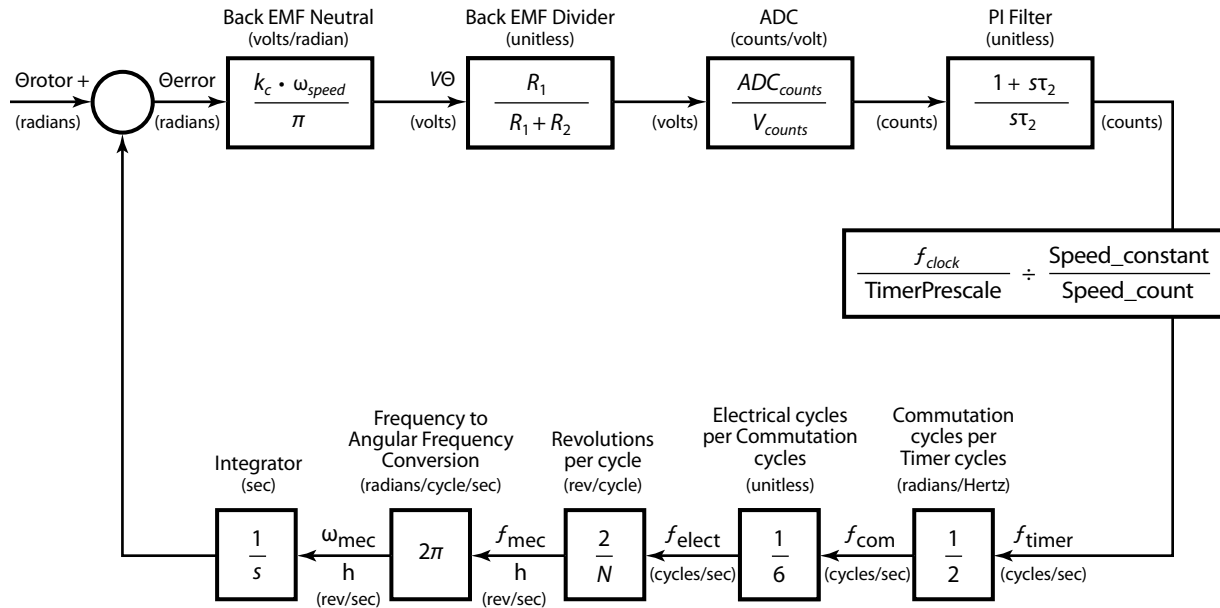 Back EMF Neutral
(volts/radian)
Back EMF Divider
(unitless)
ADC
(counts/volt)
PI Filter
(unitless)
Θrotor +
(radians)
Θerror
(radians)
k_c · ω_speed
π
VΘ
(volts)
R_1
R_1 + R_2
(volts)
ADC_counts
V_counts
(counts)
1 + sτ_2
sτ_2
(counts)
f_clock
TimerPrescale
÷
Speed_constant
Speed_count
Integrator
(sec)
Frequency to
Angular Frequency
Conversion
(radians/cycle/sec)
Revolutions
per cycle
(rev/cycle)
Electrical cycles
per Commutation
cycles
(unitless)
Commutation
cycles per
Timer cycles
(radians/Hertz)
1
s
ω_mec
h
(rev/sec)
2π
f_mec
h
(rev/sec)
2
N
f_elect
(cycles/sec)
1
6
f_com
(cycles/sec)
1
2
f_timer
(cycles/sec)